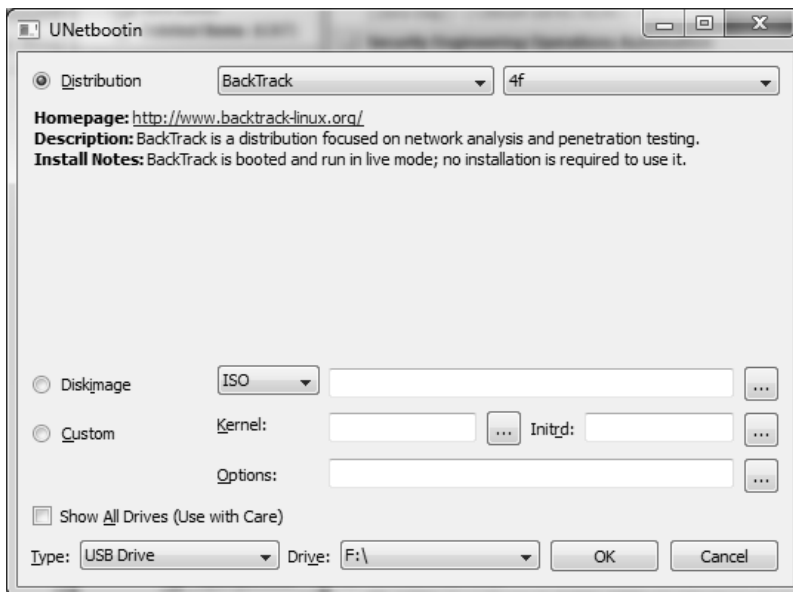 UNetbootin
Distribution BackTrack 4f
Homepage: http://www.backtrack-linux.org/
Description: BackTrack is a distribution focused on network analysis and penetration testing.
Install Notes: BackTrack is booted and run in live mode; no installation is required to use it.
Diskimage ISO ...
Custom Kernel: ... Initrd: ...
Options: ...
Show All Drives (Use with Care)
Type: USB Drive Drive: F:\ OK Cancel